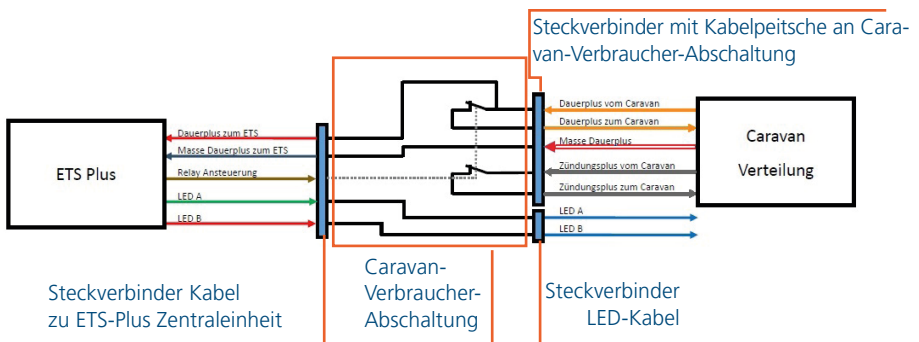 Steckverbinder mit Kabelpeitsche an Cara-
van-Verbraucher-Abschaltung
ETS Plus
Dauerplus zum ETS
Masse Dauerplus zum ETS
Relay Ansteuerung
LED A
LED B
Dauerplus vom Caravan
Dauerplus zum Caravan
Masse Dauerplus
Zündungsplus vom Caravan
Zündungsplus zum Caravan
LED A
LED B
Caravan
Verteilung
Steckverbinder Kabel
zu ETS-Plus Zentraleinheit
Caravan-
Verbraucher-
Abschaltung
Steckverbinder
LED-Kabel